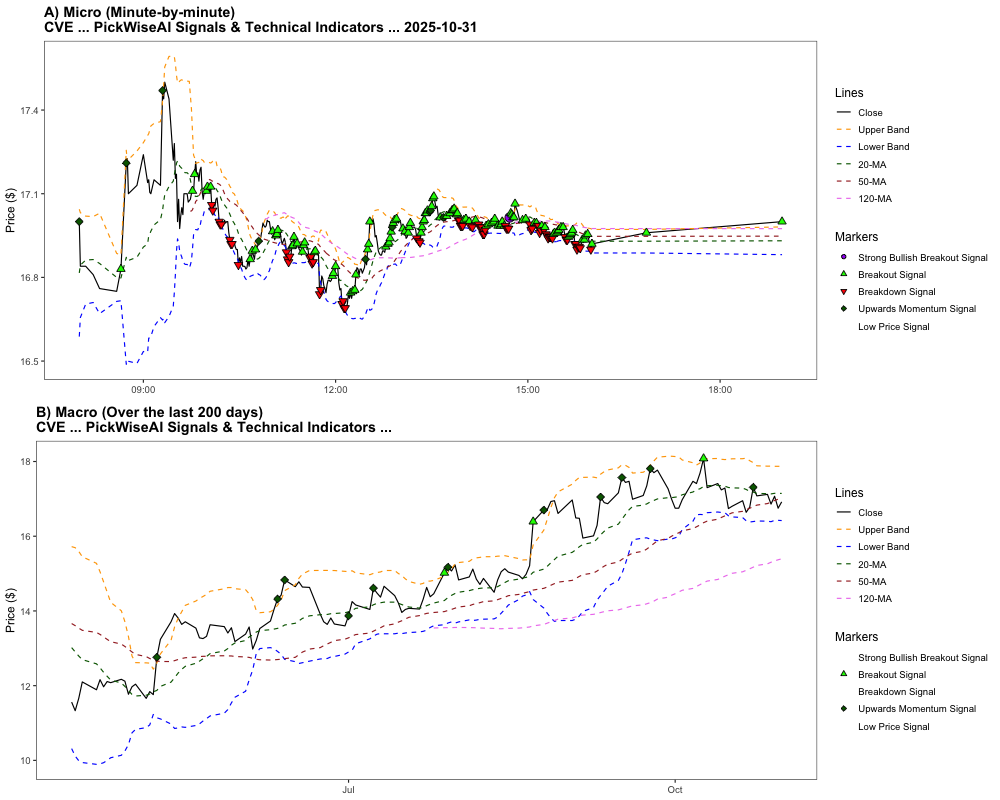 A) Micro (Minute-by-minute)
CVE ... PickWiseAI Signals & Technical Indicators ... 2025-10-31
Price ($)
17.4
17.1
16.8
16.5
09:00
12:00
15:00
18:00
Lines
Close
Upper Band
Lower Band
20-MA
50-MA
120-MA
Markers
Strong Bullish Breakout Signal
Breakout Signal
Breakdown Signal
Upwards Momentum Signal
Low Price Signal
B) Macro (Over the last 200 days)
CVE ... PickWiseAI Signals & Technical Indicators ...
Price ($)
18
16
14
12
10
Jul
Oct
Lines
Close
Upper Band
Lower Band
20-MA
50-MA
120-MA
Markers
Strong Bullish Breakout Signal
Breakout Signal
Breakdown Signal
Upwards Momentum Signal
Low Price Signal